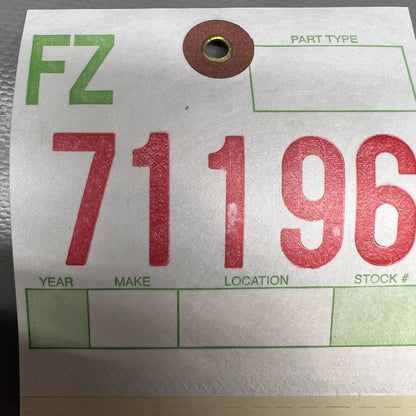 FZ PART TYPE
71196
YEAR MAKE LOCATION STOCK #